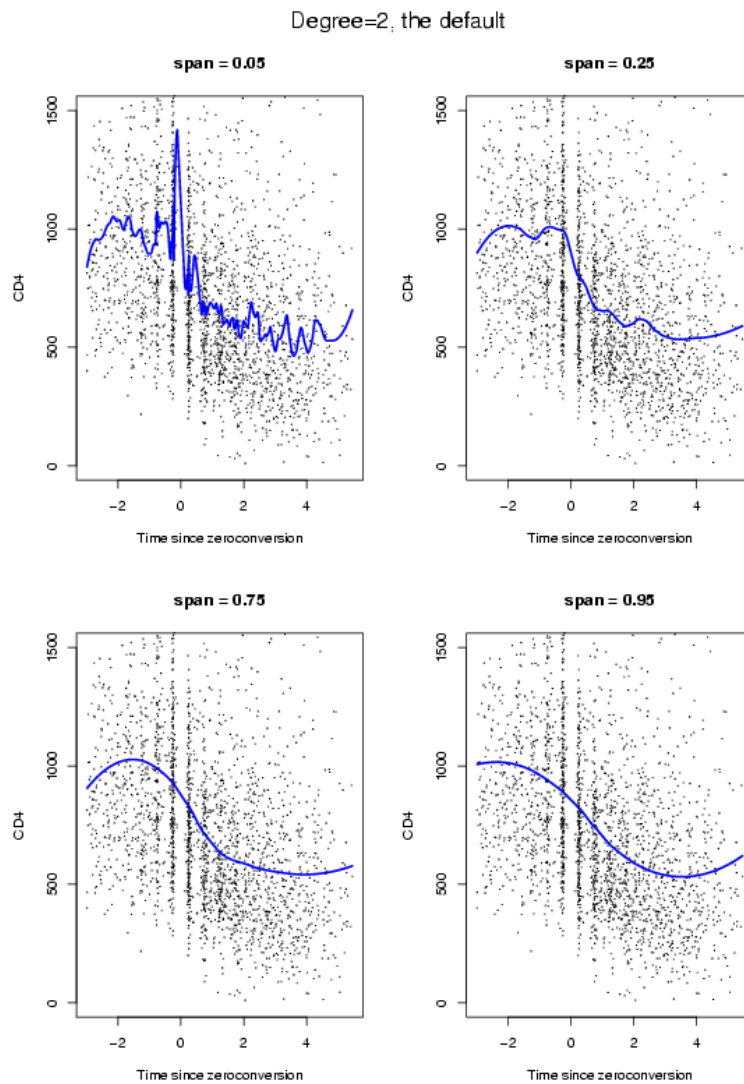 Degree=2, the default
span = 0.05
1500
1000
500
0
CD4
−2 0 2 4
Time since zeroconversion
span = 0.25
1500
1000
500
0
CD4
−2 0 2 4
Time since zeroconversion
span = 0.75
1500
1000
500
0
CD4
−2 0 2 4
Time since zeroconversion
span = 0.95
1500
1000
500
0
CD4
−2 0 2 4
Time since zeroconversion